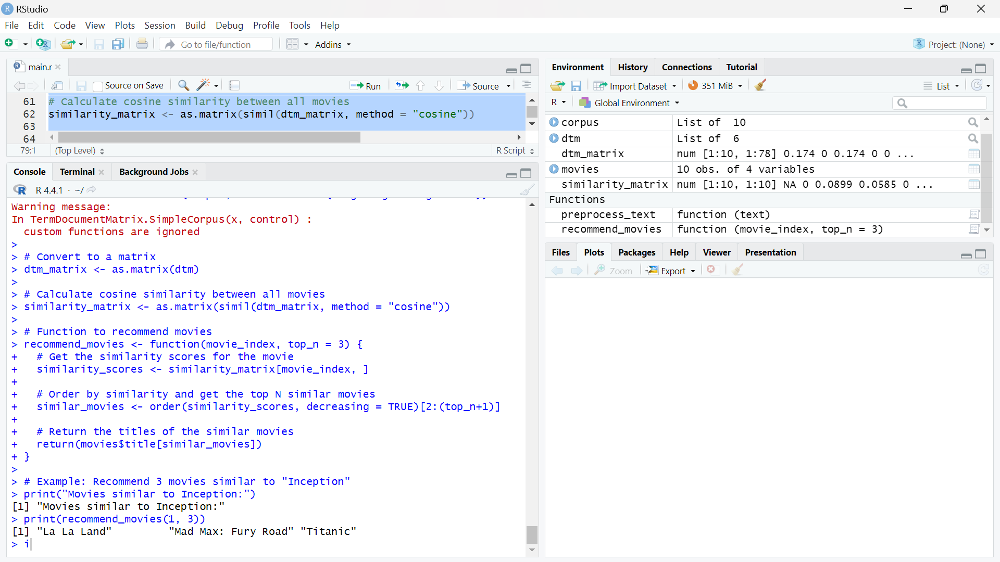 RStudio
File Edit Code View Plots Session Build Debug Profile Tools Help
Go to file/function Addins Project: (None)
main.r
Source on Save Run Source
61 # Calculate cosine similarity between all movies
62 similarity_matrix <- as.matrix(simil(dtm_matrix, method = "cosine"))
63
64
79:1 (Top Level) R Script
Console Terminal Background Jobs
R 4.4.1 · ~/
Warning message:
In TermDocumentMatrix.SimpleCorpus(x, control) :
custom functions are ignored
>
> # Convert to a matrix
> dtm_matrix <- as.matrix(dtm)
>
> # Calculate cosine similarity between all movies
> similarity_matrix <- as.matrix(simil(dtm_matrix, method = "cosine"))
>
> # Function to recommend movies
> recommend_movies <- function(movie_index, top_n = 3) {
+ # Get the similarity scores for the movie
+ similarity_scores <- similarity_matrix[movie_index, ]
+
+ # Order by similarity and get the top N similar movies
+ similar_movies <- order(similarity_scores, decreasing = TRUE)[2:(top_n+1)]
+
+ # Return the titles of the similar movies
+ return(movies$title[similar_movies])
+ }
>
> # Example: Recommend 3 movies similar to "Inception"
> print("Movies similar to Inception:")
[1] "Movies similar to Inception:"
> print(recommend_movies(1, 3))
[1] "La La Land" "Mad Max: Fury Road" "Titanic"
> i
Environment History Connections Tutorial
Import Dataset 351 MiB List
R Global Environment
corpus List of 10
dtm List of 6
dtm_matrix num [1:10, 1:78] 0.174 0 0.174 0 0 ...
movies 10 obs. of 4 variables
similarity_matrix num [1:10, 1:10] NA 0 0.0899 0.0585 0 ...
Functions
preprocess_text function (text)
recommend_movies function (movie_index, top_n = 3)
Files Plots Packages Help Viewer Presentation
Zoom Export